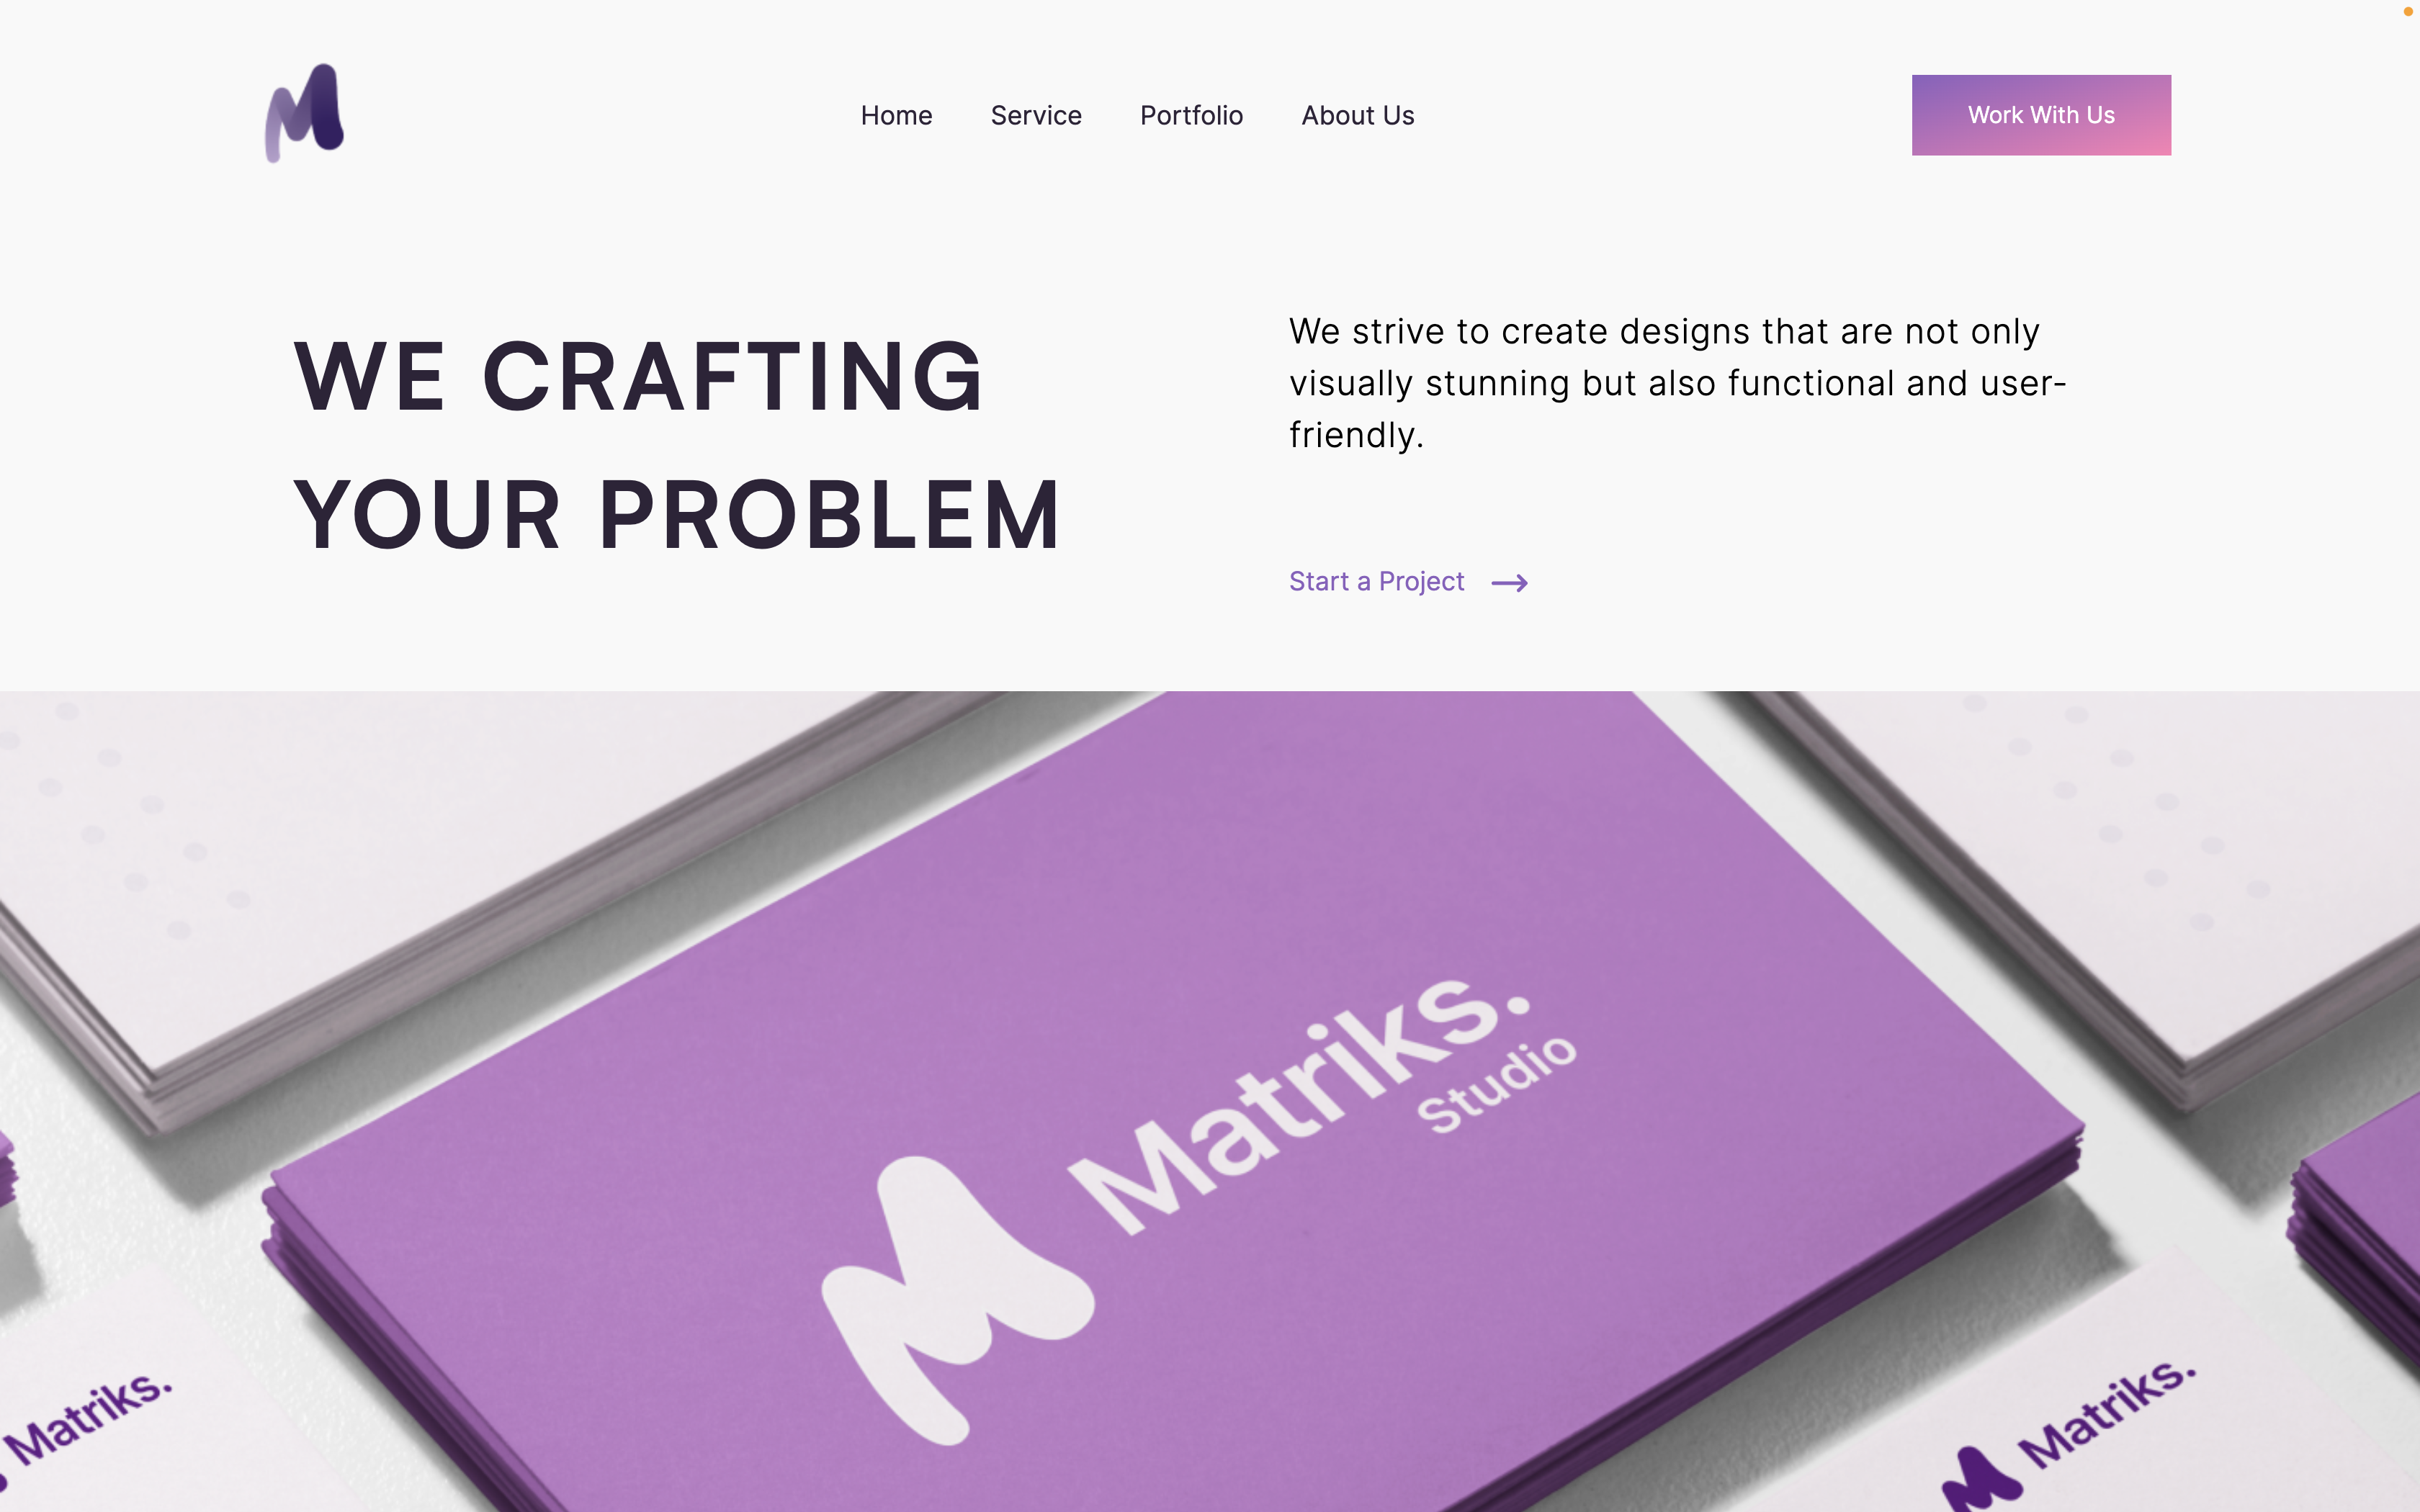 Home Service Portfolio About Us
Work With Us
WE CRAFTING
YOUR PROBLEM
We strive to create designs that are not only
visually stunning but also functional and user-
friendly.
Start a Project
Matriks.
Studio
Matriks.
Matriks.